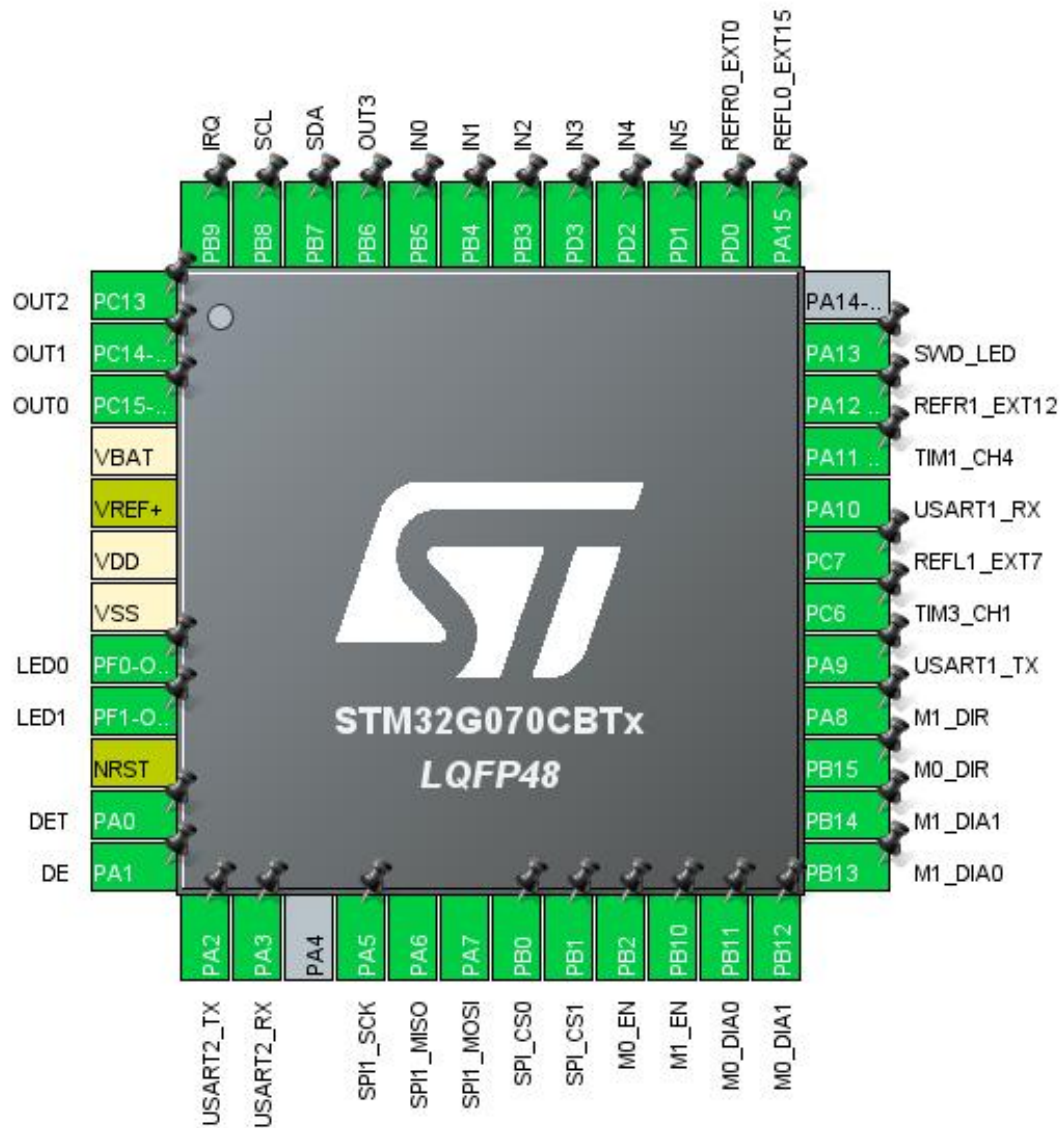 IRQ
SCL
SDA
OUT3
IN0
IN1
IN2
IN3
IN4
IN5
REFR0_EXT0
REFL0_EXT15
PB9
PB8
PB7
PB6
PB5
PB4
PB3
PD3
PD2
PD1
PD0
PA15
OUT2 PC13
OUT1 PC14-..
OUT0 PC15-..
VBAT
VREF+
VDD
VSS
LED0 PF0-O..
LED1 PF1-O..
NRST
DET PA0
DE PA1
STM32G070CBTx
LQFP48
PA14-..
PA13 SWD_LED
PA12 .. REFR1_EXT12
PA11 .. TIM1_CH4
PA10 USART1_RX
PC7 REFL1_EXT7
PC6 TIM3_CH1
PA9 USART1_TX
PA8 M1_DIR
PB15 M0_DIR
PB14 M1_DIA1
PB13 M1_DIA0
PA2
PA3
PA4
PA5
PA6
PA7
PB0
PB1
PB2
PB10
PB11
PB12
USART2_TX
USART2_RX
SPI1_SCK
SPI1_MISO
SPI1_MOSI
SPI_CS0
SPI_CS1
M0_EN
M1_EN
M0_DIA0
M0_DIA1